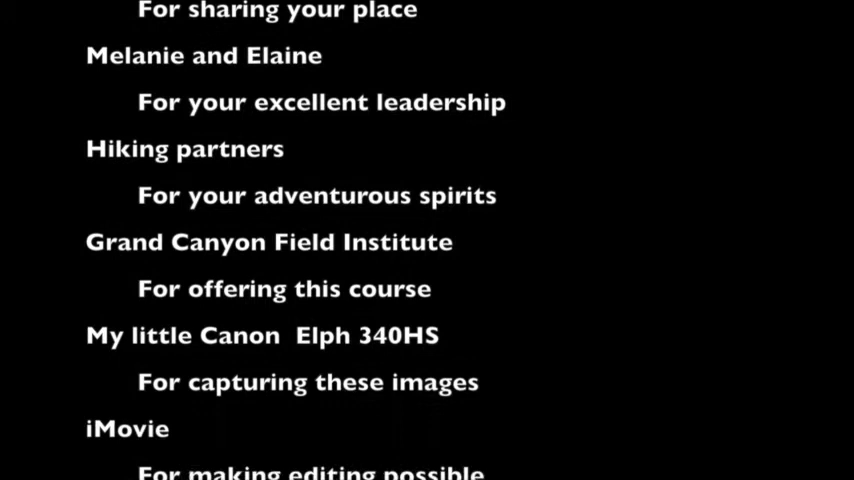 For sharing your place
Melanie and Elaine
For your excellent leadership
Hiking partners
For your adventurous spirits
Grand Canyon Field Institute
For offering this course
My little Canon  Elph 340HS
For capturing these images
iMovie
For making editing possible